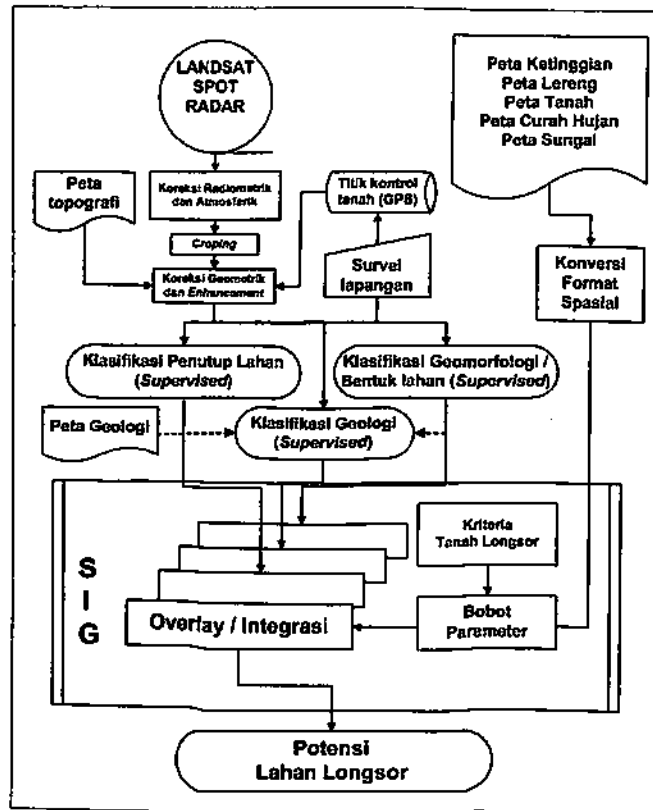 LANDSAT
SPOT
RADAR
Peta Ketinggian
Peta Lereng
Peta Tanah
Peta Curah Hujan
Peta Sungai
Peta
topografi
Koreksi Radiometrik
dan Atmosferik
Titik kontrol
tanah (GPS)
Croping
Koreksi Geometrik
dan Enhancement
Survei
lapangan
Konversi
Format
Spasial
Klasifikasi Penutup Lahan
(Supervised)
Klasifikasi Geomorfologi /
Bentuk lahan (Supervised)
Peta Geologi
Klasifikasi Geologi
(Supervised)
S
I
G
Kriteria
Tanah Longsor
Overlay / Integrasi
Bobot
Parameter
Potensi
Lahan Longsor